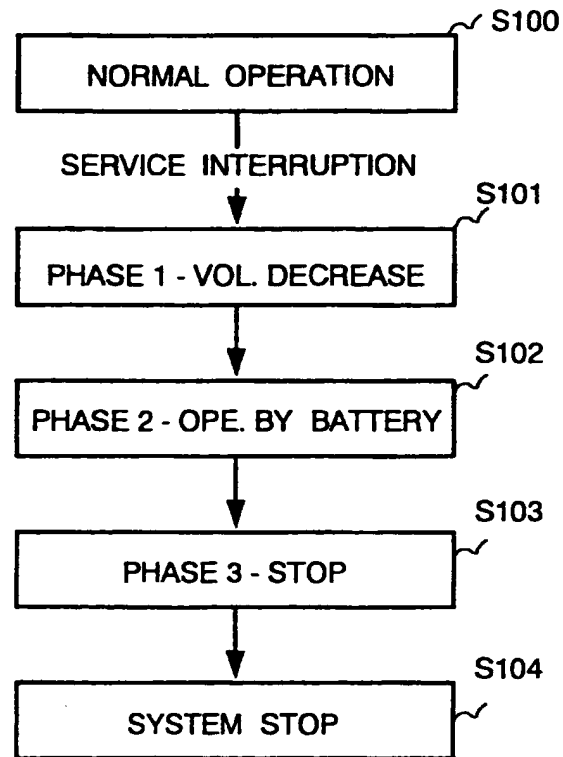 S100
NORMAL OPERATION
SERVICE INTERRUPTION
S101
PHASE 1 - VOL. DECREASE
S102
PHASE 2 - OPE. BY BATTERY
S103
PHASE 3 - STOP
S104
SYSTEM STOP